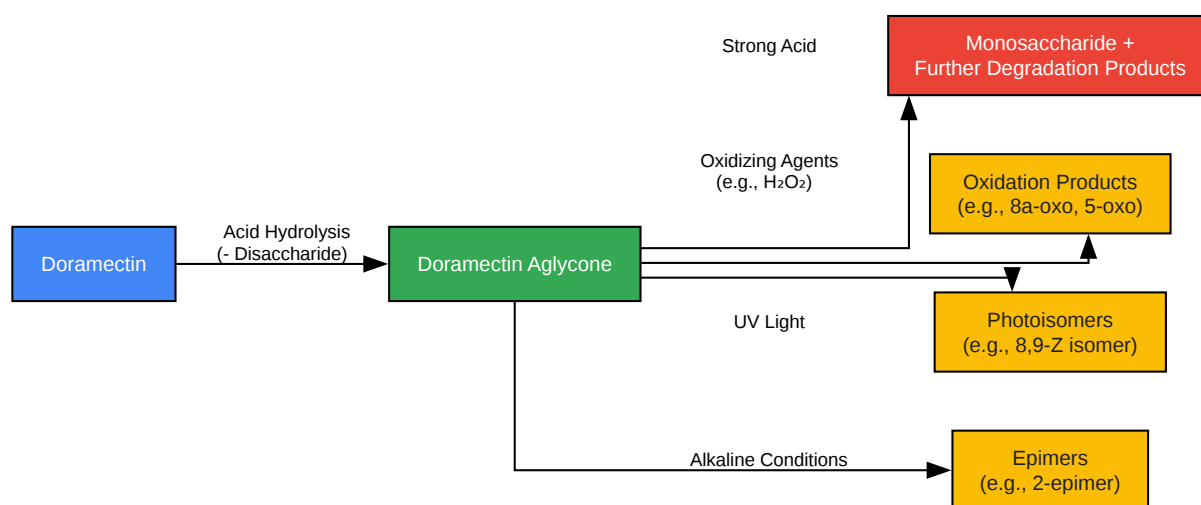 Strong Acid
Monosaccharide +
Further Degradation Products
Oxidizing Agents
(e.g., H₂O₂)
Oxidation Products
(e.g., 8a-oxo, 5-oxo)
Acid Hydrolysis
(- Disaccharide)
Doramectin
Doramectin Aglycone
UV Light
Photoisomers
(e.g., 8,9-Z isomer)
Alkaline Conditions
Epimers
(e.g., 2-epimer)